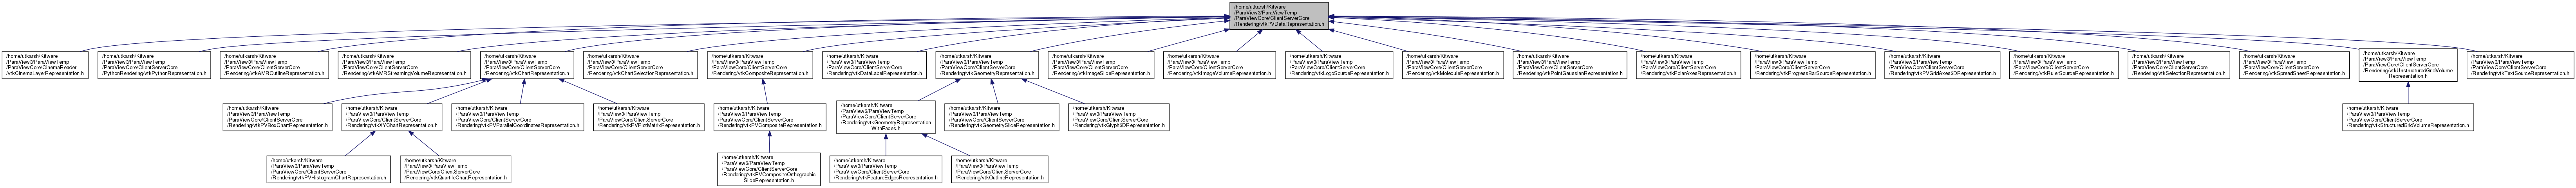 /home/utkarsh/Kitware
/ParaView3/ParaViewTemp
/ParaViewCore/ClientServerCore
/Rendering/vtkPVDataRepresentation.h
/home/utkarsh/Kitware
/ParaView3/ParaViewTemp
/ParaViewCore/CinemaReader
/vtkCinemaLayerRepresentation.h
/home/utkarsh/Kitware
/ParaView3/ParaViewTemp
/ParaViewCore/ClientServerCore
/PythonRendering/vtkPythonRepresentation.h
/home/utkarsh/Kitware
/ParaView3/ParaViewTemp
/ParaViewCore/ClientServerCore
/Rendering/vtkAMROutlineRepresentation.h
/home/utkarsh/Kitware
/ParaView3/ParaViewTemp
/ParaViewCore/ClientServerCore
/Rendering/vtkAMRStreamingVolumeRepresentation.h
/home/utkarsh/Kitware
/ParaView3/ParaViewTemp
/ParaViewCore/ClientServerCore
/Rendering/vtkChartRepresentation.h
/home/utkarsh/Kitware
/ParaView3/ParaViewTemp
/ParaViewCore/ClientServerCore
/Rendering/vtkChartSelectionRepresentation.h
/home/utkarsh/Kitware
/ParaView3/ParaViewTemp
/ParaViewCore/ClientServerCore
/Rendering/vtkCompositeRepresentation.h
/home/utkarsh/Kitware
/ParaView3/ParaViewTemp
/ParaViewCore/ClientServerCore
/Rendering/vtkDataLabelRepresentation.h
/home/utkarsh/Kitware
/ParaView3/ParaViewTemp
/ParaViewCore/ClientServerCore
/Rendering/vtkGeometryRepresentation.h
/home/utkarsh/Kitware
/ParaView3/ParaViewTemp
/ParaViewCore/ClientServerCore
/Rendering/vtkImageSliceRepresentation.h
/home/utkarsh/Kitware
/ParaView3/ParaViewTemp
/ParaViewCore/ClientServerCore
/Rendering/vtkImageVolumeRepresentation.h
/home/utkarsh/Kitware
/ParaView3/ParaViewTemp
/ParaViewCore/ClientServerCore
/Rendering/vtkLogoSourceRepresentation.h
/home/utkarsh/Kitware
/ParaView3/ParaViewTemp
/ParaViewCore/ClientServerCore
/Rendering/vtkMoleculeRepresentation.h
/home/utkarsh/Kitware
/ParaView3/ParaViewTemp
/ParaViewCore/ClientServerCore
/Rendering/vtkPointGaussianRepresentation.h
/home/utkarsh/Kitware
/ParaView3/ParaViewTemp
/ParaViewCore/ClientServerCore
/Rendering/vtkPolarAxesRepresentation.h
/home/utkarsh/Kitware
/ParaView3/ParaViewTemp
/ParaViewCore/ClientServerCore
/Rendering/vtkProgressBarSourceRepresentation.h
/home/utkarsh/Kitware
/ParaView3/ParaViewTemp
/ParaViewCore/ClientServerCore
/Rendering/vtkPVGridAxes3DRepresentation.h
/home/utkarsh/Kitware
/ParaView3/ParaViewTemp
/ParaViewCore/ClientServerCore
/Rendering/vtkRulerSourceRepresentation.h
/home/utkarsh/Kitware
/ParaView3/ParaViewTemp
/ParaViewCore/ClientServerCore
/Rendering/vtkSelectionRepresentation.h
/home/utkarsh/Kitware
/ParaView3/ParaViewTemp
/ParaViewCore/ClientServerCore
/Rendering/vtkSpreadSheetRepresentation.h
/home/utkarsh/Kitware
/ParaView3/ParaViewTemp
/ParaViewCore/ClientServerCore
/Rendering/vtkUnstructuredGridVolume
Representation.h
/home/utkarsh/Kitware
/ParaView3/ParaViewTemp
/ParaViewCore/ClientServerCore
/Rendering/vtkTextSourceRepresentation.h
/home/utkarsh/Kitware
/ParaView3/ParaViewTemp
/ParaViewCore/ClientServerCore
/Rendering/vtkPVBoxChartRepresentation.h
/home/utkarsh/Kitware
/ParaView3/ParaViewTemp
/ParaViewCore/ClientServerCore
/Rendering/vtkXYChartRepresentation.h
/home/utkarsh/Kitware
/ParaView3/ParaViewTemp
/ParaViewCore/ClientServerCore
/Rendering/vtkPVParallelCoordinatesRepresentation.h
/home/utkarsh/Kitware
/ParaView3/ParaViewTemp
/ParaViewCore/ClientServerCore
/Rendering/vtkPVPlotMatrixRepresentation.h
/home/utkarsh/Kitware
/ParaView3/ParaViewTemp
/ParaViewCore/ClientServerCore
/Rendering/vtkPVCompositeRepresentation.h
/home/utkarsh/Kitware
/ParaView3/ParaViewTemp
/ParaViewCore/ClientServerCore
/Rendering/vtkGeometryRepresentation
WithFaces.h
/home/utkarsh/Kitware
/ParaView3/ParaViewTemp
/ParaViewCore/ClientServerCore
/Rendering/vtkGeometrySliceRepresentation.h
/home/utkarsh/Kitware
/ParaView3/ParaViewTemp
/ParaViewCore/ClientServerCore
/Rendering/vtkGlyph3DRepresentation.h
/home/utkarsh/Kitware
/ParaView3/ParaViewTemp
/ParaViewCore/ClientServerCore
/Rendering/vtkStructuredGridVolumeRepresentation.h
/home/utkarsh/Kitware
/ParaView3/ParaViewTemp
/ParaViewCore/ClientServerCore
/Rendering/vtkPVHistogramChartRepresentation.h
/home/utkarsh/Kitware
/ParaView3/ParaViewTemp
/ParaViewCore/ClientServerCore
/Rendering/vtkQuartileChartRepresentation.h
/home/utkarsh/Kitware
/ParaView3/ParaViewTemp
/ParaViewCore/ClientServerCore
/Rendering/vtkPVCompositeOrthographic
SliceRepresentation.h
/home/utkarsh/Kitware
/ParaView3/ParaViewTemp
/ParaViewCore/ClientServerCore
/Rendering/vtkFeatureEdgesRepresentation.h
/home/utkarsh/Kitware
/ParaView3/ParaViewTemp
/ParaViewCore/ClientServerCore
/Rendering/vtkOutlineRepresentation.h